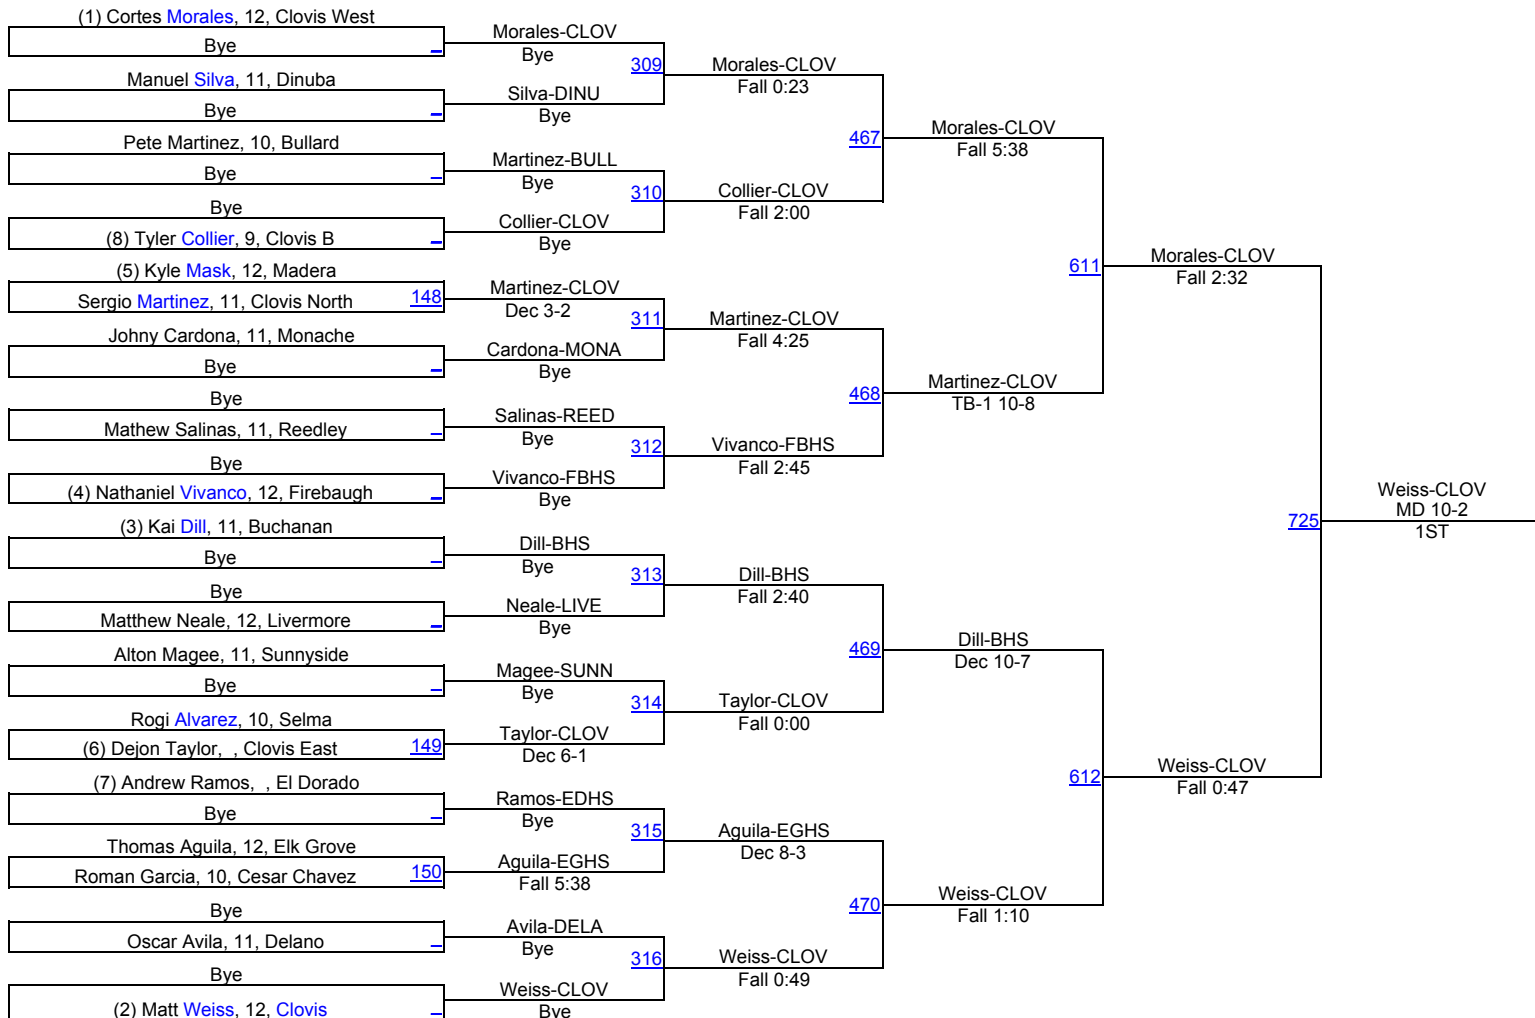 (1) Cortes Morales, 12, Clovis West
Bye
Manuel Silva, 11, Dinuba
Bye
Pete Martinez, 10, Bullard
Bye
Bye
(8) Tyler Collier, 9, Clovis B
(5) Kyle Mask, 12, Madera
Sergio Martinez, 11, Clovis North 148
Johny Cardona, 11, Monache
Bye
Bye
Mathew Salinas, 11, Reedley
Bye
(4) Nathaniel Vivanco, 12, Firebaugh
(3) Kai Dill, 11, Buchanan
Bye
Bye
Matthew Neale, 12, Livermore
Alton Magee, 11, Sunnyside
Bye
Rogi Alvarez, 10, Selma
(6) Dejon Taylor, , Clovis East 149
(7) Andrew Ramos, , El Dorado
Bye
Thomas Aguila, 12, Elk Grove
Roman Garcia, 10, Cesar Chavez 150
Bye
Oscar Avila, 11, Delano
Bye
(2) Matt Weiss, 12, Clovis
Morales-CLOV
Bye
309
Silva-DINU
Bye
Martinez-BULL
Bye
310
Collier-CLOV
Bye
Martinez-CLOV
Dec 3-2
311
Cardona-MONA
Bye
Salinas-REED
Bye
312
Vivanco-FBHS
Bye
Dill-BHS
Bye
313
Neale-LIVE
Bye
Magee-SUNN
Bye
314
Taylor-CLOV
Dec 6-1
Ramos-EDHS
Bye
315
Aguila-EGHS
Fall 5:38
Avila-DELA
Bye
316
Weiss-CLOV
Bye
Morales-CLOV
Fall 0:23
467
Collier-CLOV
Fall 2:00
Martinez-CLOV
Fall 4:25
468
Vivanco-FBHS
Fall 2:45
Dill-BHS
Fall 2:40
469
Taylor-CLOV
Fall 0:00
Aguila-EGHS
Dec 8-3
470
Weiss-CLOV
Fall 0:49
Morales-CLOV
Fall 5:38
611
Martinez-CLOV
TB-1 10-8
Dill-BHS
Dec 10-7
612
Weiss-CLOV
Fall 1:10
Morales-CLOV
Fall 2:32
725
Weiss-CLOV
Fall 0:47
Weiss-CLOV
MD 10-2
1ST